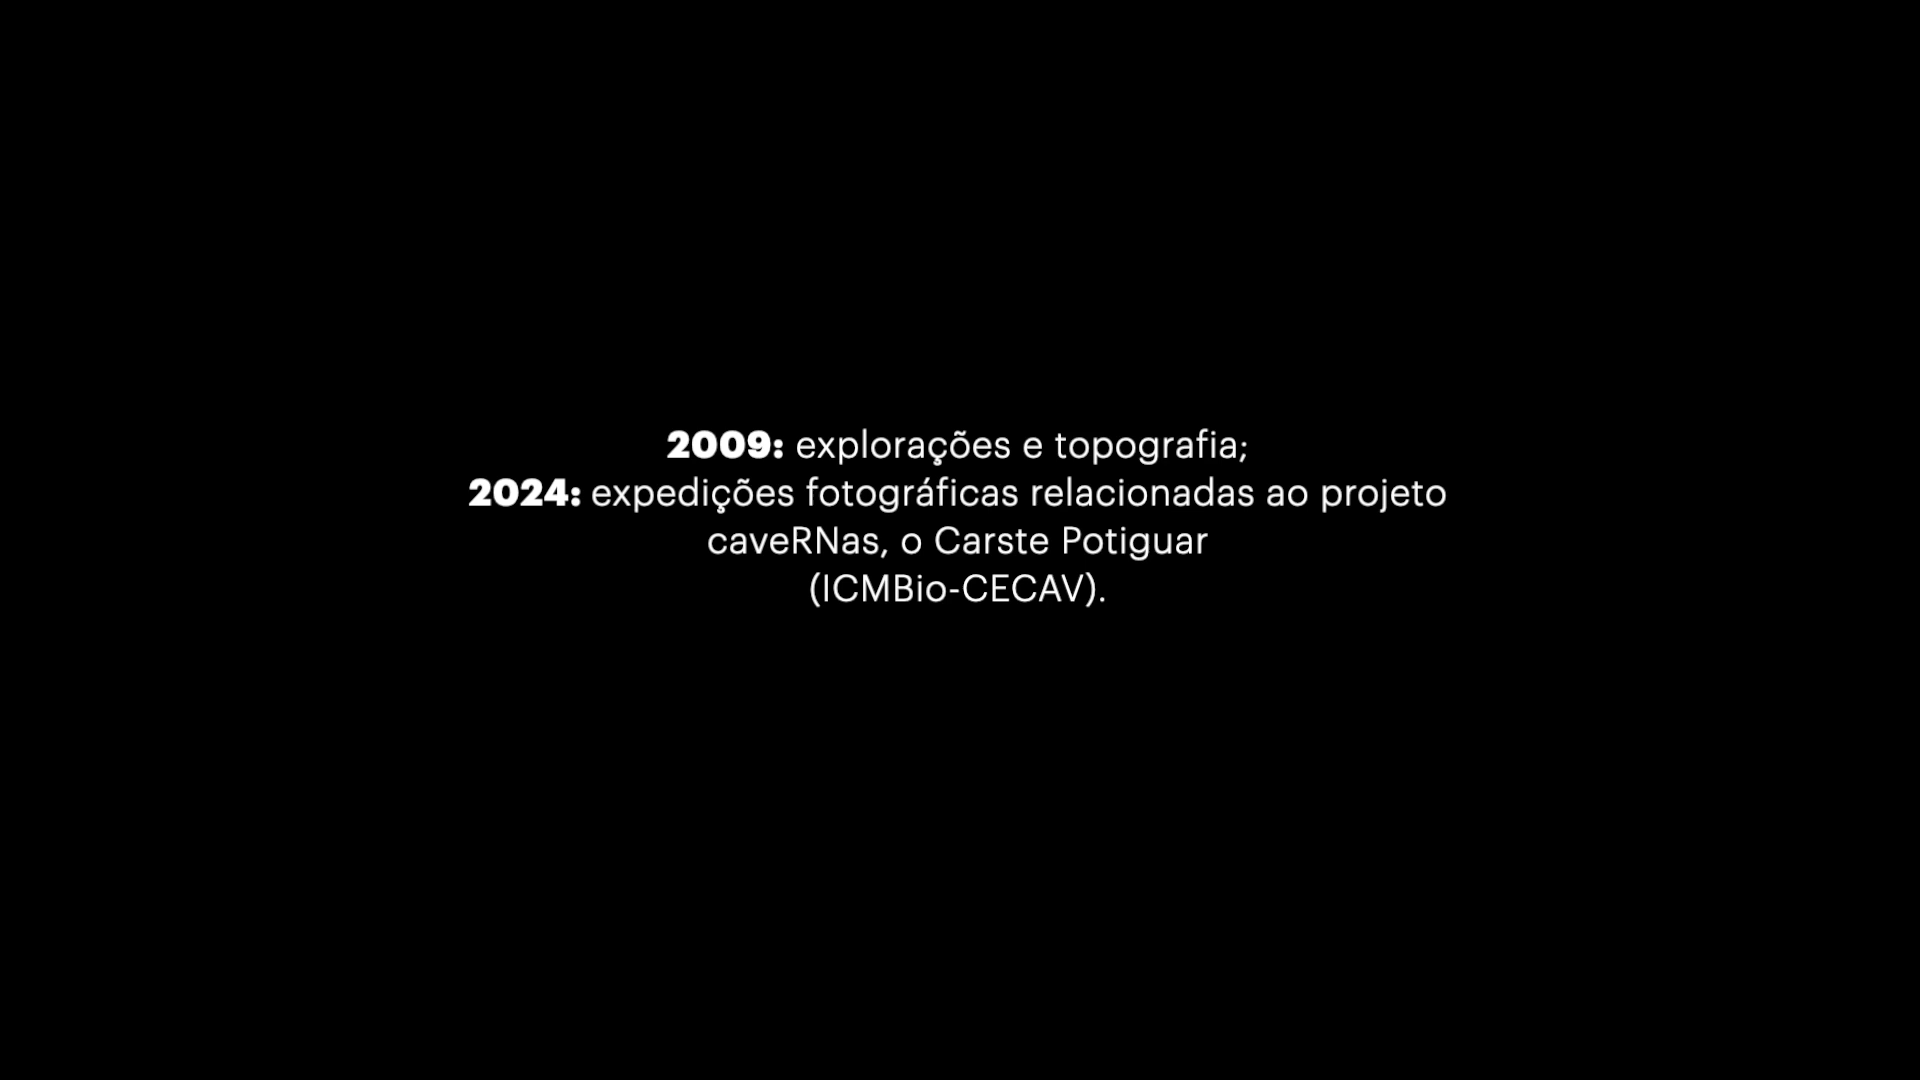 2009: explorações e topografia;
2024: expedições fotográficas relacionadas ao projeto
caveRNas, o Carste Potiguar
(ICMBio-CECAV).